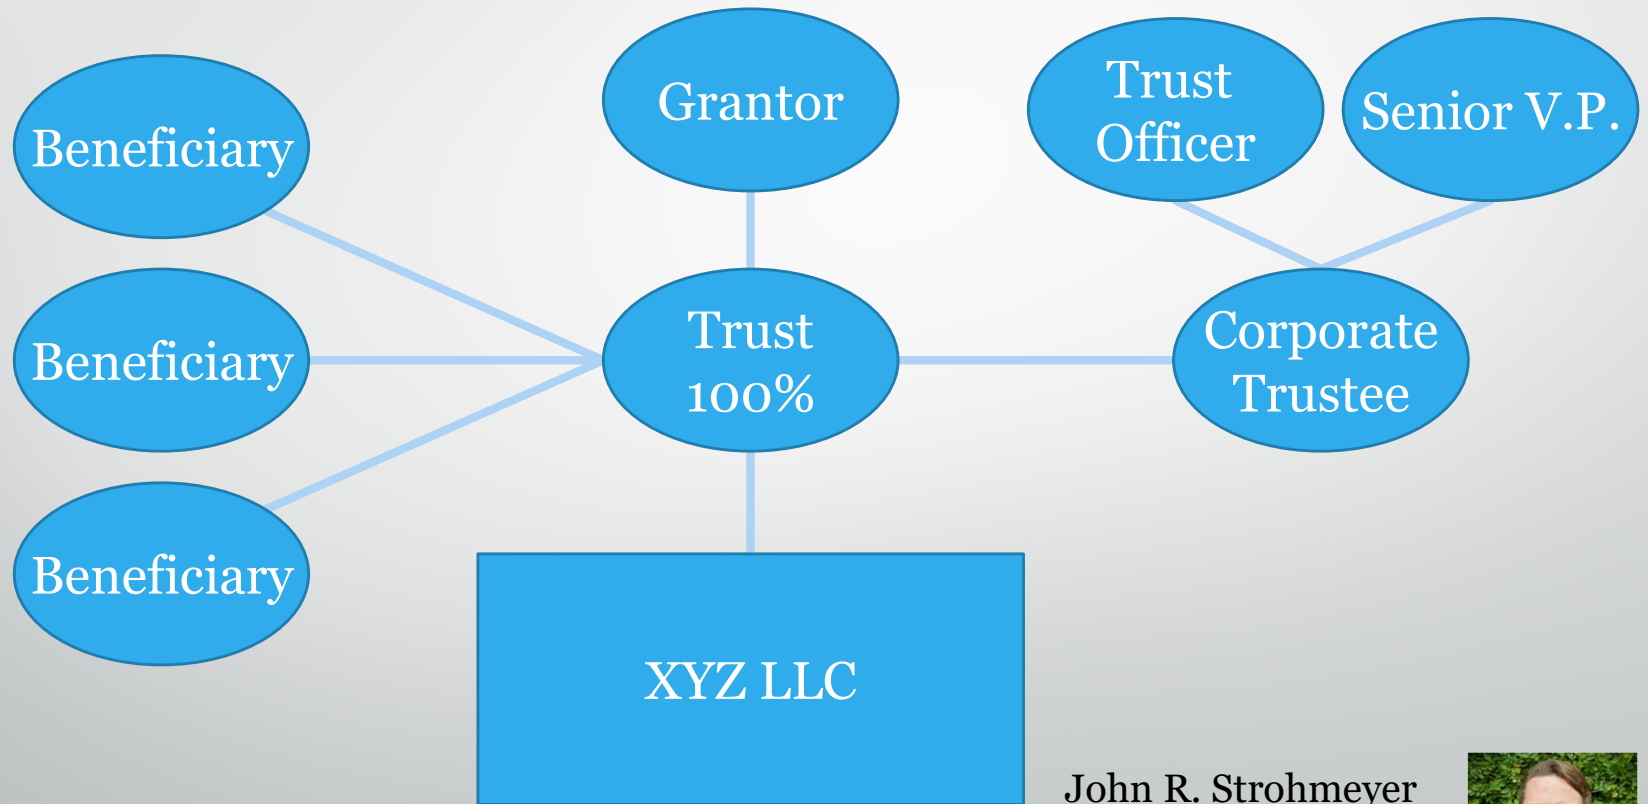 Beneficiary
Grantor
Trust
Officer
Senior V.P.
Beneficiary
Trust
100%
Corporate
Trustee
Beneficiary
XYZ LLC
John R. Strohmeyer